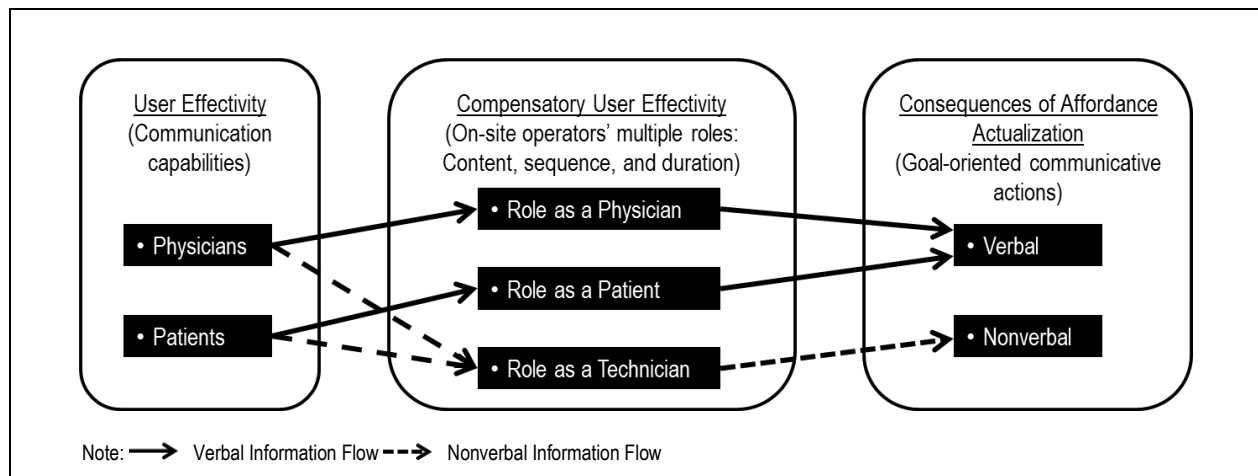 User Effectivity
(Communication
capabilities)
• Physicians
• Patients
Compensatory User Effectivity
(On-site operators’ multiple roles:
Content, sequence, and duration)
• Role as a Physician
• Role as a Patient
• Role as a Technician
Consequences of Affordance
Actualization
(Goal-oriented communicative
actions)
• Verbal
• Nonverbal
Note: Verbal Information Flow Nonverbal Information Flow